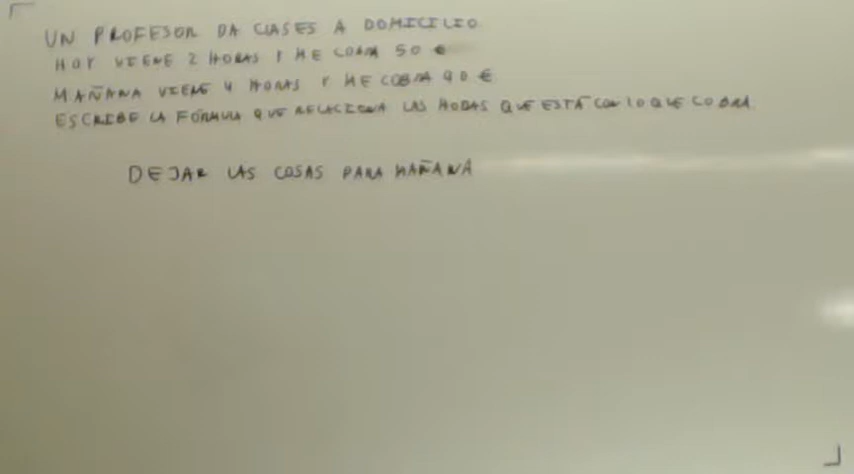 UN PROFESOR DA CLASES A DOMICILIO
HOY VIENE 2 HORAS Y ME COBRA 50 €
MAÑANA VIENE 4 HORAS Y ME COBRA 90 €
ESCRIBE LA FÓRMULA QUE RELACIONA LAS HORAS QUE ESTÁ CON LO QUE COBRA
DEJAR LAS COSAS PARA MAÑANA